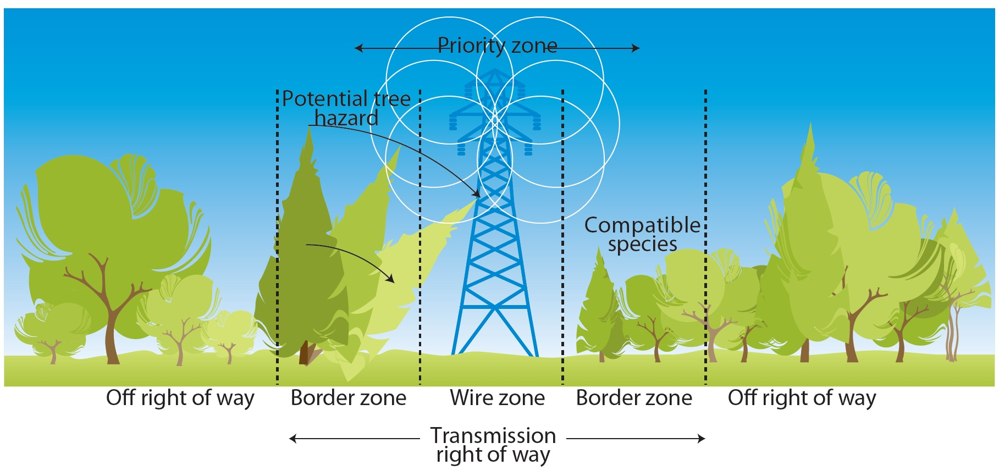 Priority zone
Potential tree
hazard
Compatible
species
Off right of way
Border zone
Wire zone
Border zone
Off right of way
Transmission
right of way